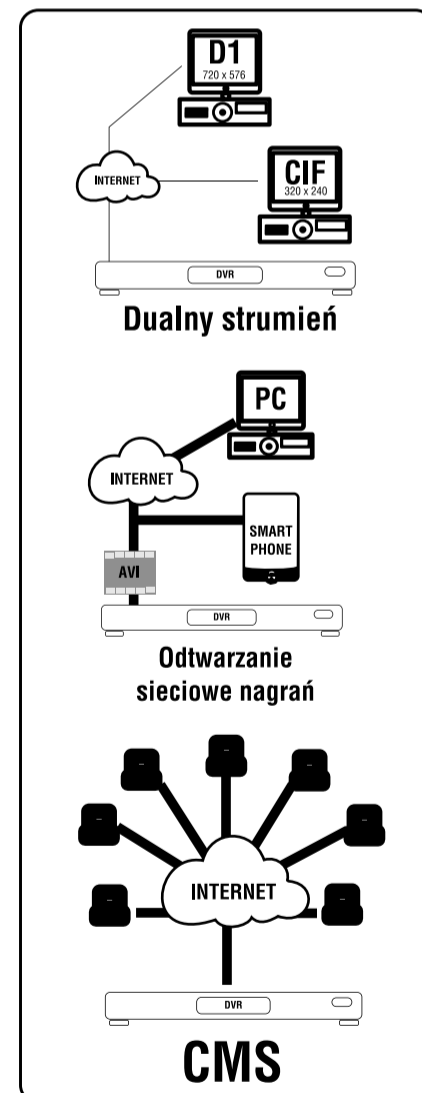 D1
720 x 576
INTERNET
CIF
320 x 240
DVR
Dualny strumień
PC
INTERNET
SMART
PHONE
AVI
DVR
Odtwarzanie
sieciowe nagrań
INTERNET
DVR
CMS